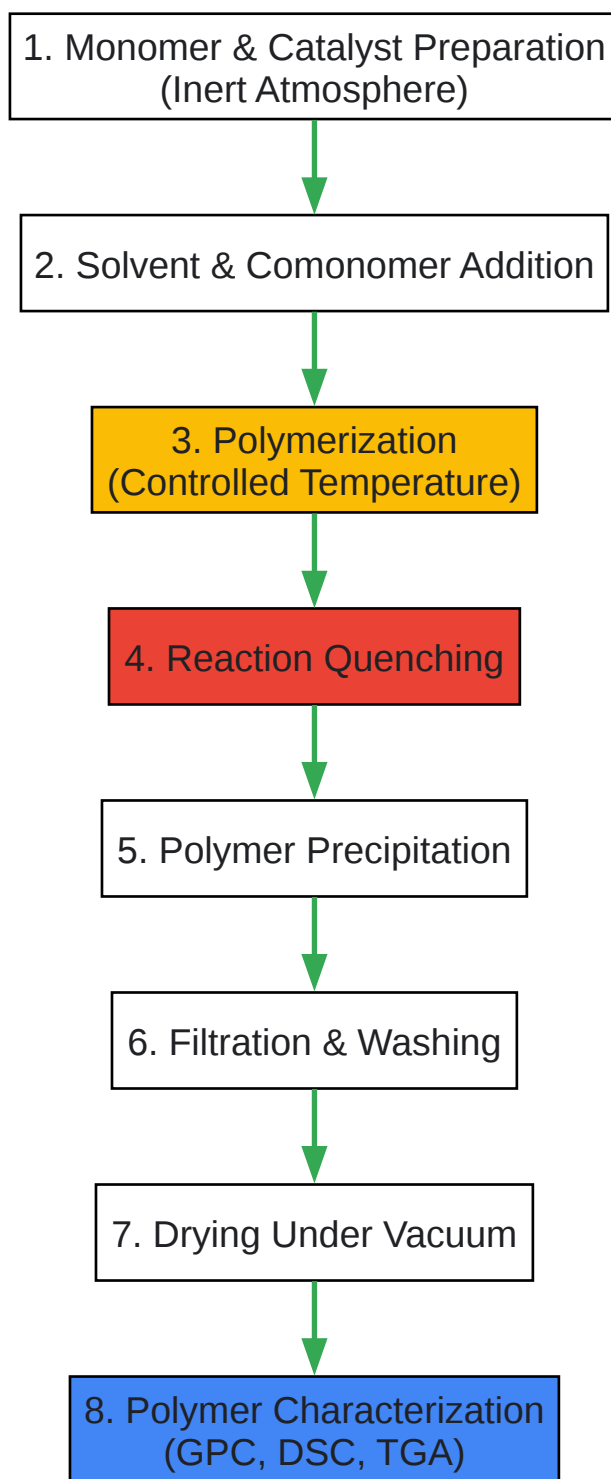 1. Monomer & Catalyst Preparation
(Inert Atmosphere)
2. Solvent & Comonomer Addition
3. Polymerization
(Controlled Temperature)
4. Reaction Quenching
5. Polymer Precipitation
6. Filtration & Washing
7. Drying Under Vacuum
8. Polymer Characterization
(GPC, DSC, TGA)